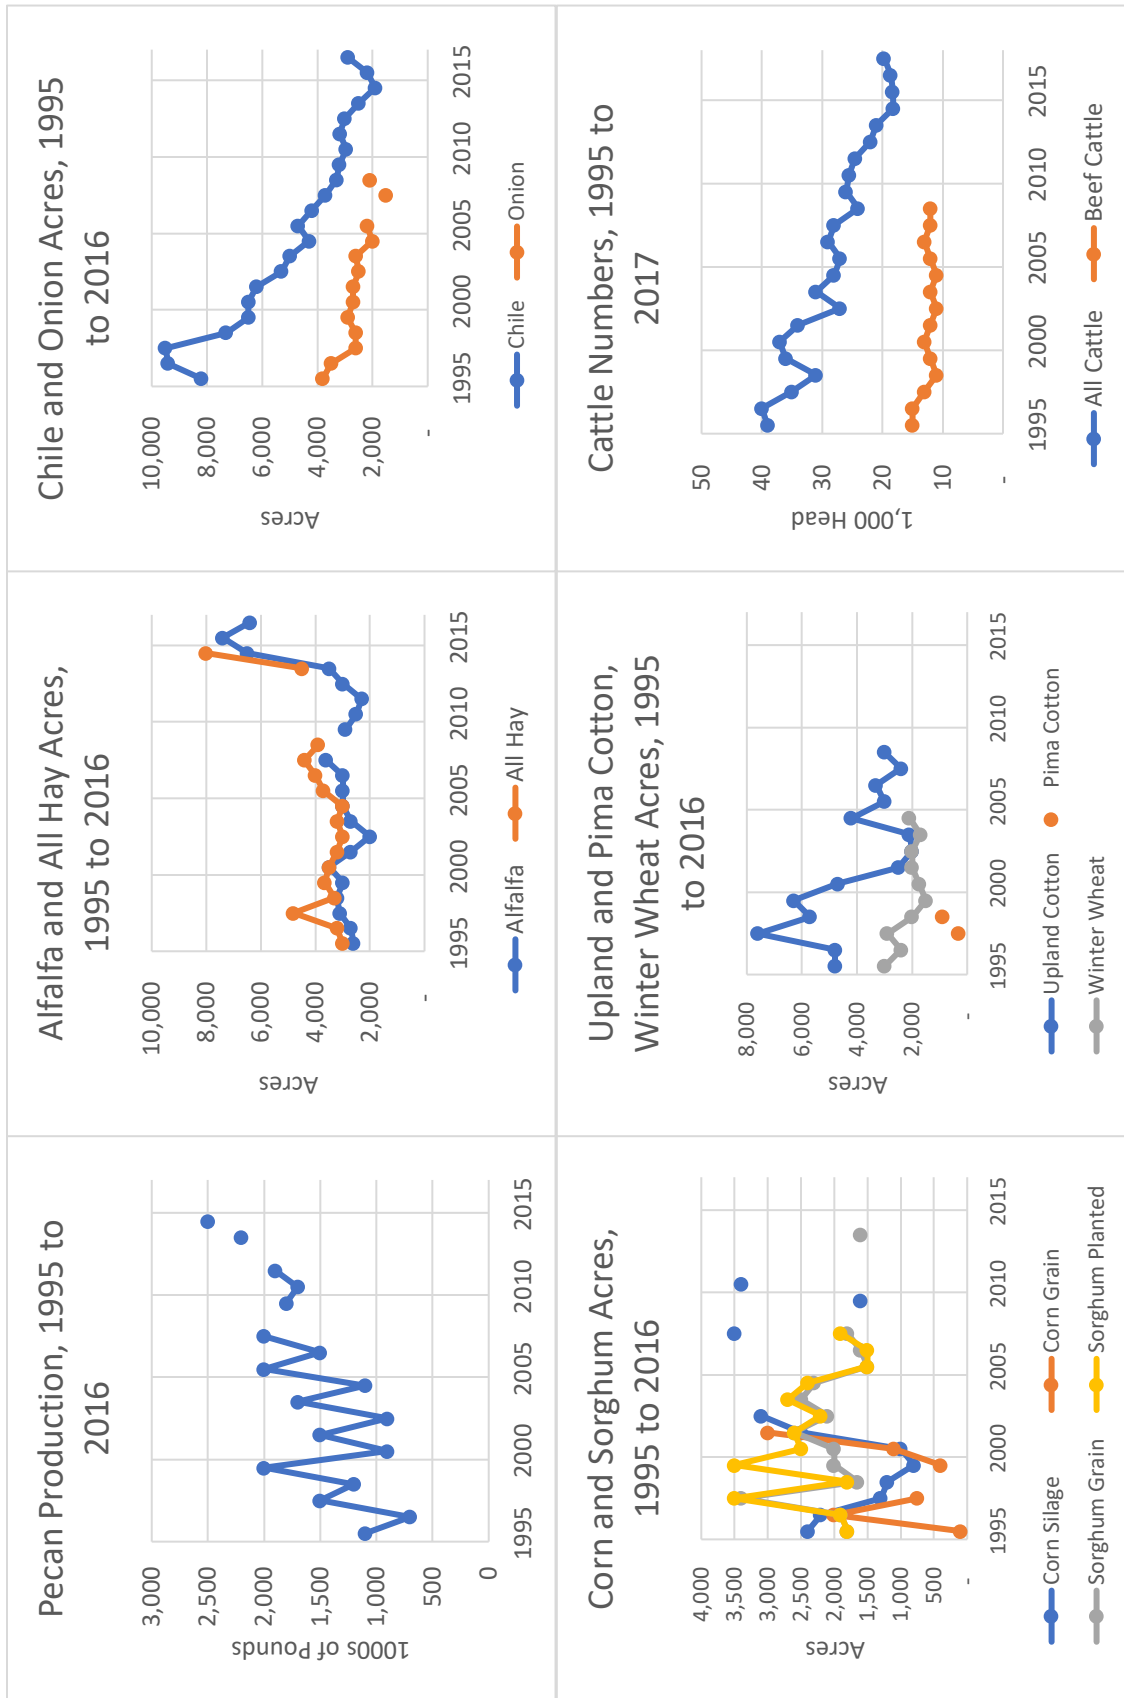 Pecan Production, 1995 to
2016
3,000
2,500
2,000
1,500
1,000
500
0
1000s of Pounds
1995
2000
2005
2010
2015
Alfalfa and All Hay Acres,
1995 to 2016
10,000
8,000
6,000
4,000
2,000
-
Acres
1995
2000
2005
2010
2015
Alfalfa
All Hay
Chile and Onion Acres, 1995
to 2016
10,000
8,000
6,000
4,000
2,000
-
Acres
1995
2000
2005
2010
2015
Chile
Onion
Corn and Sorghum Acres,
1995 to 2016
4,000
3,500
3,000
2,500
2,000
1,500
1,000
500
-
Acres
1995
2000
2005
2010
2015
Corn Silage
Corn Grain
Sorghum Grain
Sorghum Planted
Upland and Pima Cotton,
Winter Wheat Acres, 1995
to 2016
8,000
6,000
4,000
2,000
-
Acres
1995
2000
2005
2010
2015
Upland Cotton
Pima Cotton
Winter Wheat
Cattle Numbers, 1995 to
2017
50
40
30
20
10
-
1,000 Head
1995
2000
2005
2010
2015
All Cattle
Beef Cattle